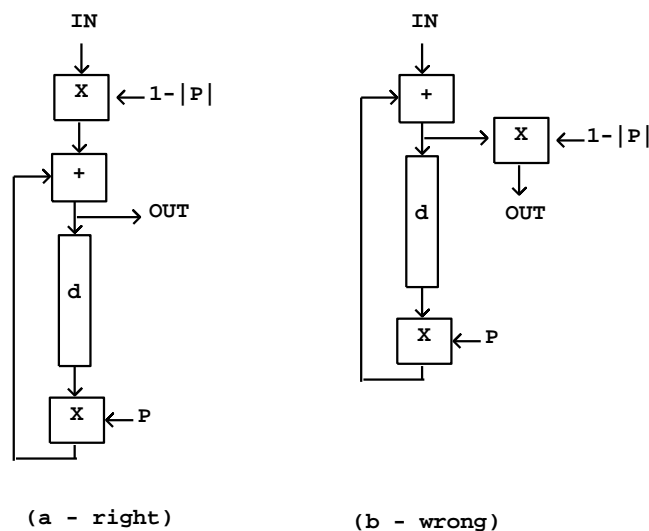 IN
X
1-|P|
+
OUT
d
X
P
(a - right)
IN
+
X
1-|P|
OUT
d
X
P
(b - wrong)